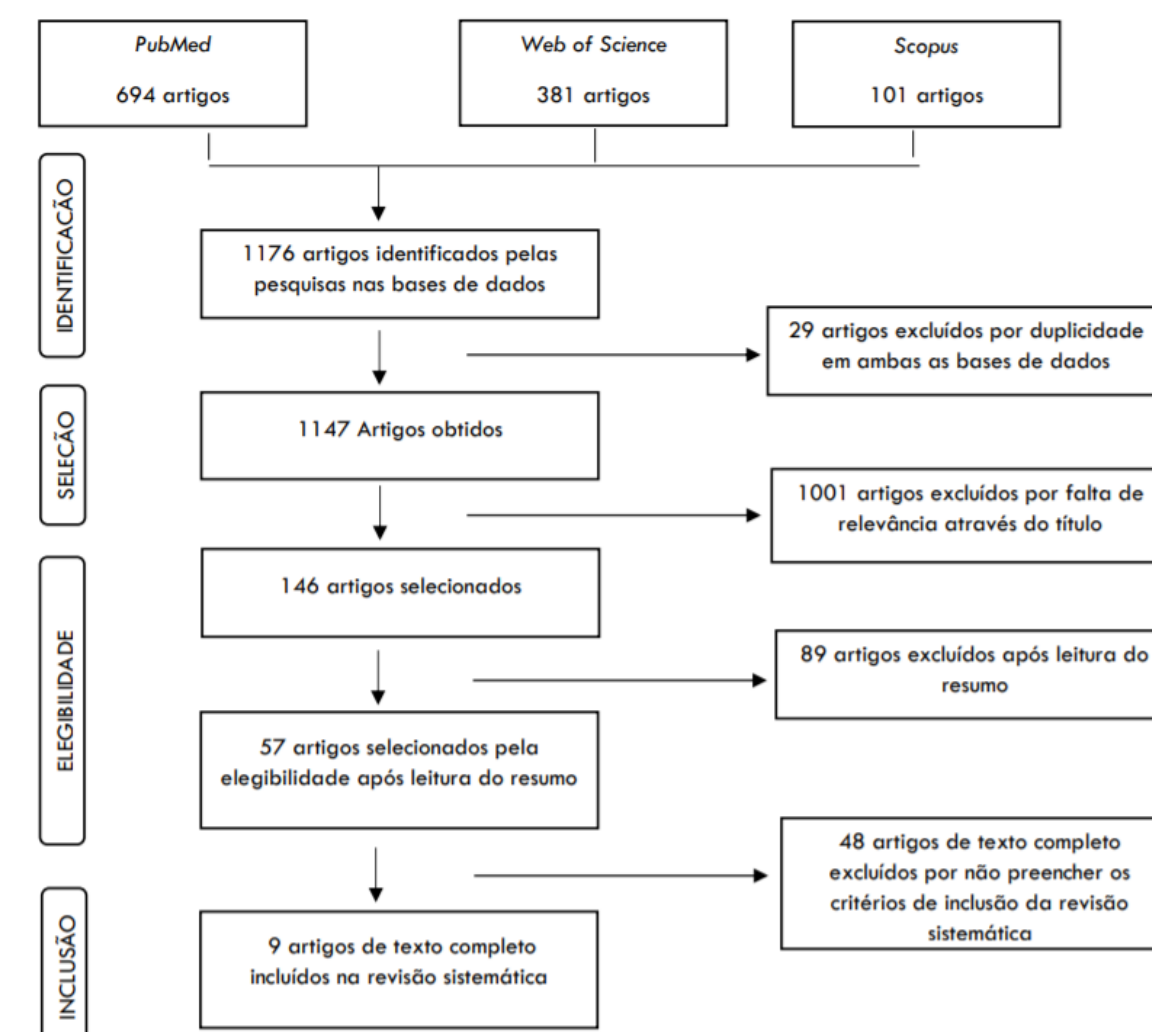 PubMed
694 artigos
Web of Science
381 artigos
Scopus
101 artigos
IDENTIFICACÃO
1176 artigos identificados pelas
pesquisas nas bases de dados
29 artigos excluídos por duplicidade
em ambas as bases de dados
SELECÃO
1147 Artigos obtidos
1001 artigos excluídos por falta de
relevância através do título
ELEGIBILIDADE
146 artigos selecionados
89 artigos excluídos após leitura do
resumo
57 artigos selecionados pela
elegibilidade após leitura do resumo
48 artigos de texto completo
excluídos por não preencher os
critérios de inclusão da revisão
sistemática
INCLUSÃO
9 artigos de texto completo
incluídos na revisão sistemática